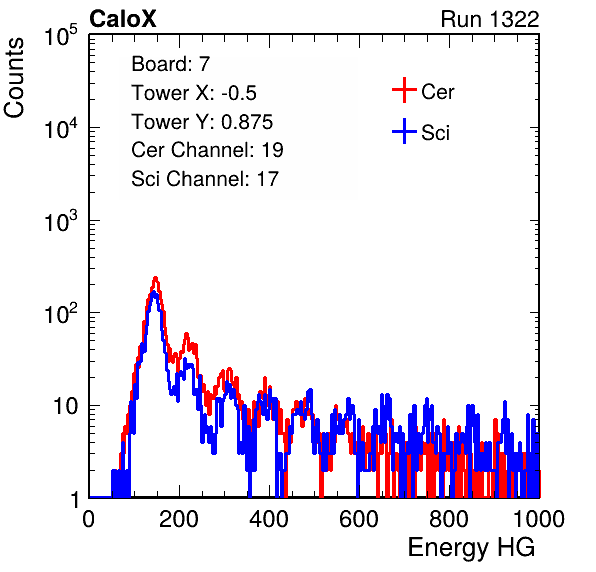 CaloX Run 1322
Counts
10^5
10^4
10^3
10^2
10
1
Board: 7
Tower X: -0.5
Tower Y: 0.875
Cer Channel: 19
Sci Channel: 17
Cer
Sci
0 200 400 600 800 1000
Energy HG